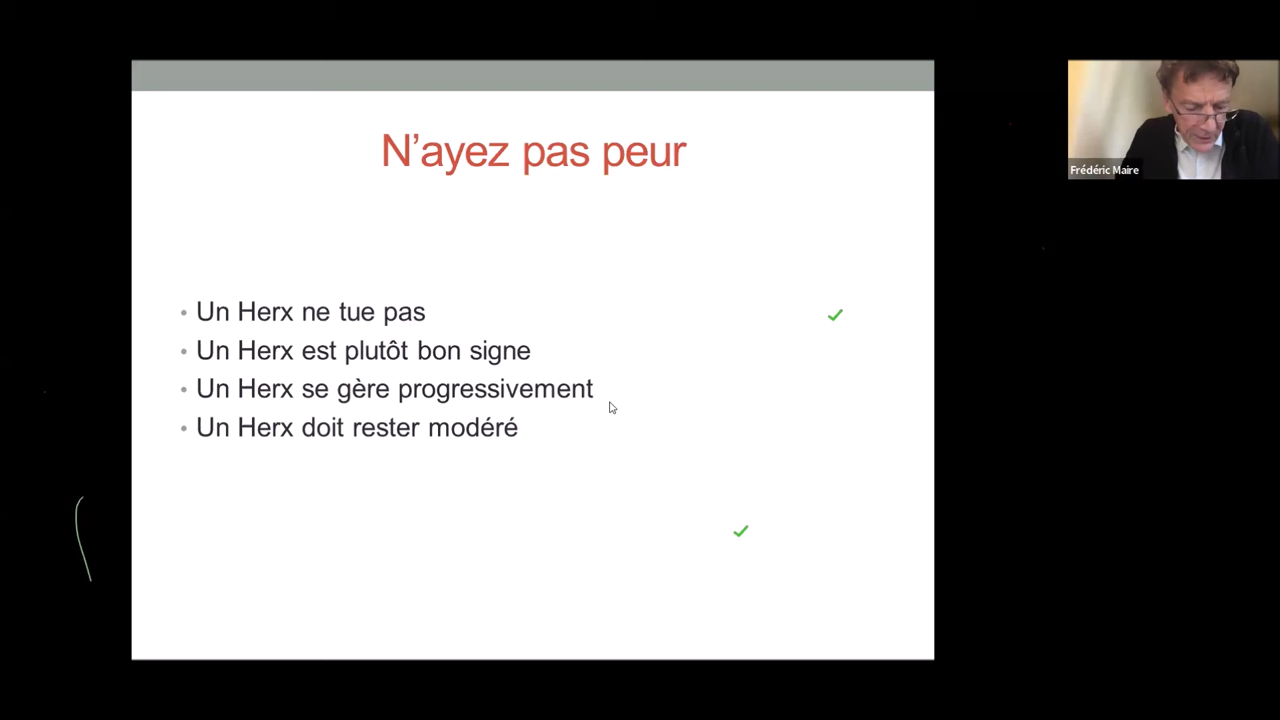 N'ayez pas peur
Frédéric Maire
• Un Herx ne tue pas
• Un Herx est plutôt bon signe
• Un Herx se gère progressivement
• Un Herx doit rester modéré